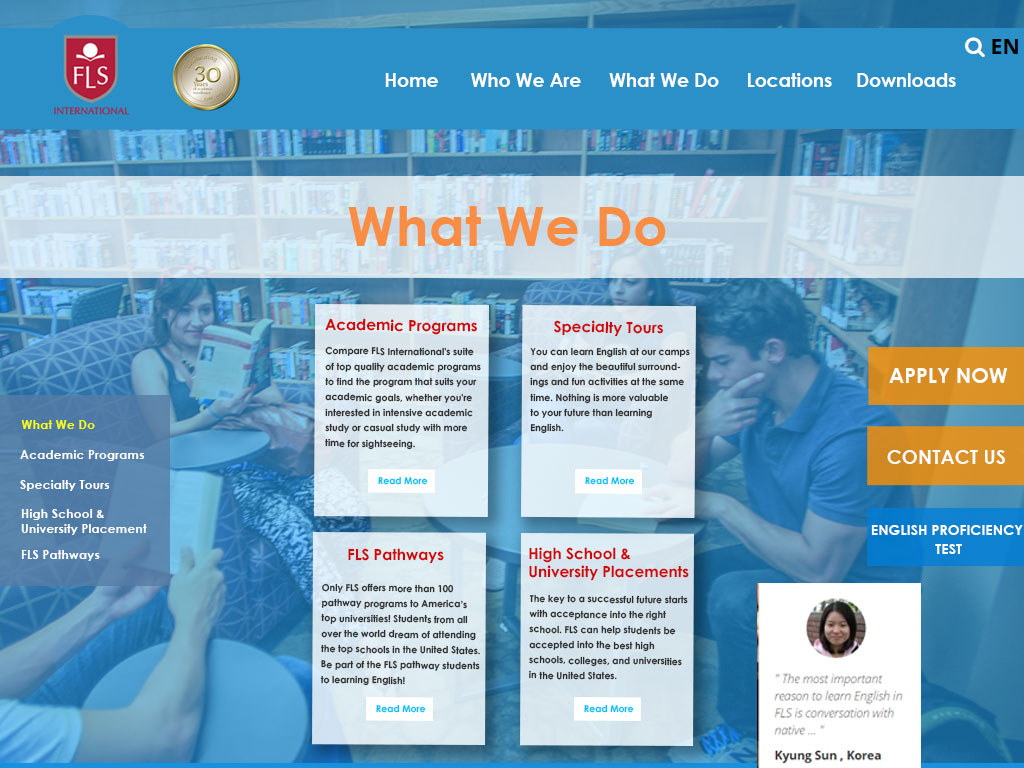 EN
FLS
INTERNATIONAL
30
Home
Who We Are
What We Do
Locations
Downloads
What We Do
Academic Programs
Compare FLS International's suite
of top quality academic programs
to find the program that suits your
academic goals, whether you're
interested in intensive academic
study or casual study with more
time for sightseeing.
Read More
Specialty Tours
You can learn English at our camps
and enjoy the beautiful surround-
ings and fun activities at the same
time. Nothing is more valuable
to your future than learning
English.
Read More
What We Do
Academic Programs
Specialty Tours
High School &
University Placement
FLS Pathways
FLS Pathways
Only FLS offers more than 100
pathway programs to America's
top universities! Students from all
over the world dream of attending
the top schools in the United States.
Be part of the FLS pathway students
to learning English!
Read More
High School &
University Placements
The key to a successful future starts
with acceptance into the right
school. FLS can help students be
accepted into the best high
schools, colleges, and universities
in the United States.
Read More
APPLY NOW
CONTACT US
ENGLISH PROFICIENCY
TEST
" The most important
reason to learn English in
FLS is conversation with
native ... "
Kyung Sun , Korea